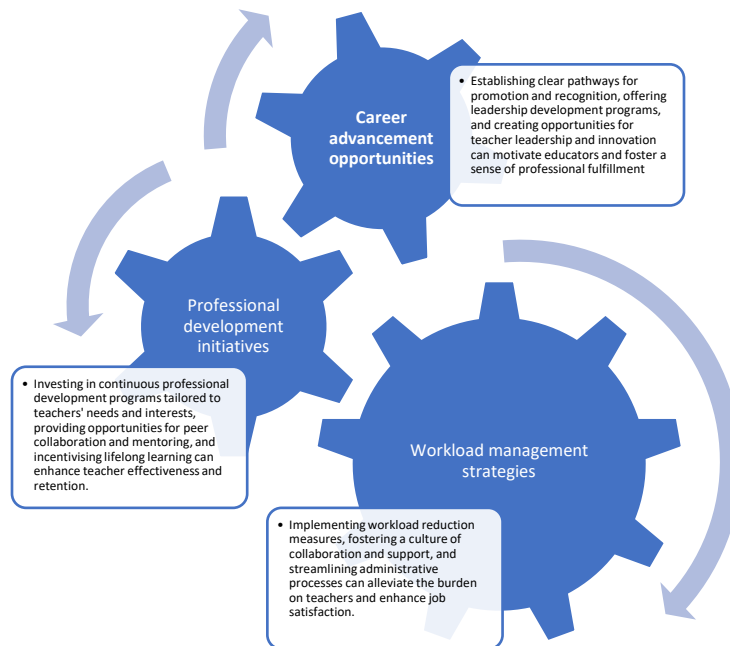 Career
advancement
opportunities
• Establishing clear pathways for
promotion and recognition, offering
leadership development programs,
and creating opportunities for
teacher leadership and innovation
can motivate educators and foster a
sense of professional fulfillment
Professional
development
initiatives
• Investing in continuous professional
development programs tailored to
teachers' needs and interests,
providing opportunities for peer
collaboration and mentoring, and
incentivising lifelong learning can
enhance teacher effectiveness and
retention.
Workload management
strategies
• Implementing workload reduction
measures, fostering a culture of
collaboration and support, and
streamlining administrative
processes can alleviate the burden
on teachers and enhance job
satisfaction.